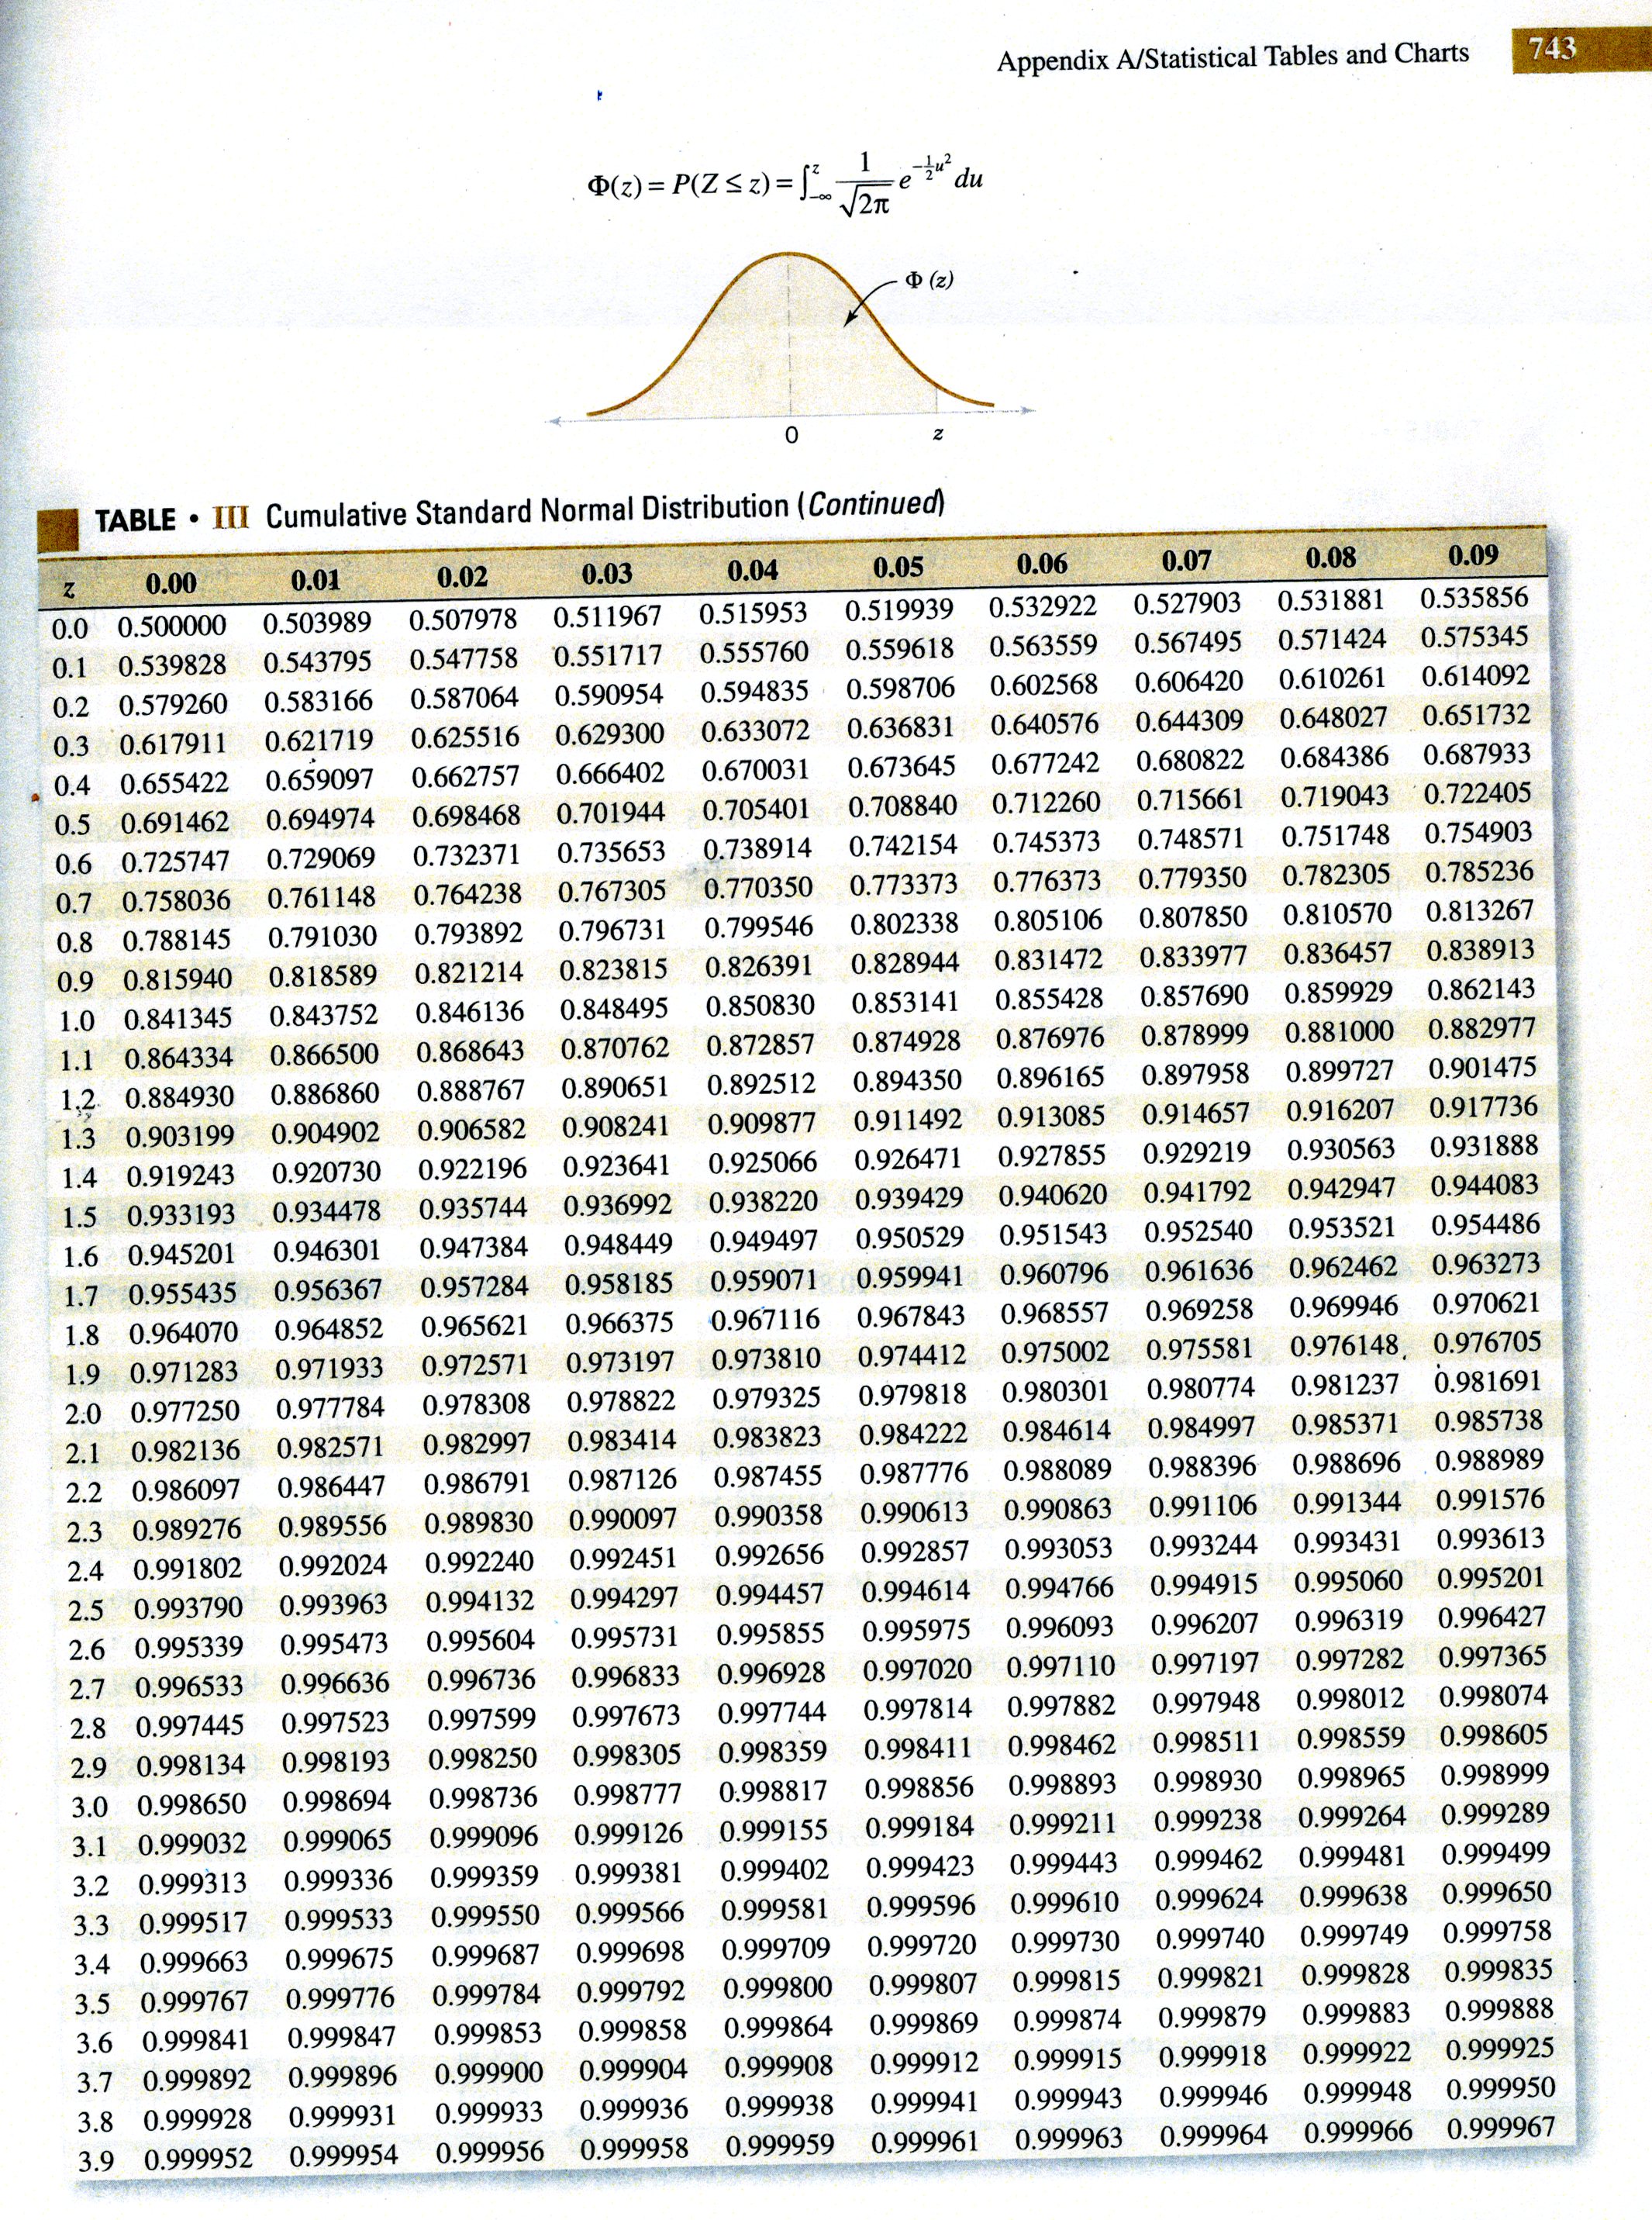 Appendix A/Statistical Tables and Charts 743
Φ(z) = P(Z ≤ z) = ∫_{−∞}^{z} 1/√2π e^{−½u²} du
Φ (z)
0 z
TABLE • III Cumulative Standard Normal Distribution (Continued)
z 0.00 0.01 0.02 0.03 0.04 0.05 0.06 0.07 0.08 0.09
0.0 0.500000 0.503989 0.507978 0.511967 0.515953 0.519939 0.532922 0.527903 0.531881 0.535856
0.1 0.539828 0.543795 0.547758 0.551717 0.555760 0.559618 0.563559 0.567495 0.571424 0.575345
0.2 0.579260 0.583166 0.587064 0.590954 0.594835 0.598706 0.602568 0.606420 0.610261 0.614092
0.3 0.617911 0.621719 0.625516 0.629300 0.633072 0.636831 0.640576 0.644309 0.648027 0.651732
0.4 0.655422 0.659097 0.662757 0.666402 0.670031 0.673645 0.677242 0.680822 0.684386 0.687933
0.5 0.691462 0.694974 0.698468 0.701944 0.705401 0.708840 0.712260 0.715661 0.719043 0.722405
0.6 0.725747 0.729069 0.732371 0.735653 0.738914 0.742154 0.745373 0.748571 0.751748 0.754903
0.7 0.758036 0.761148 0.764238 0.767305 0.770350 0.773373 0.776373 0.779350 0.782305 0.785236
0.8 0.788145 0.791030 0.793892 0.796731 0.799546 0.802338 0.805106 0.807850 0.810570 0.813267
0.9 0.815940 0.818589 0.821214 0.823815 0.826391 0.828944 0.831472 0.833977 0.836457 0.838913
1.0 0.841345 0.843752 0.846136 0.848495 0.850830 0.853141 0.855428 0.857690 0.859929 0.862143
1.1 0.864334 0.866500 0.868643 0.870762 0.872857 0.874928 0.876976 0.878999 0.881000 0.882977
1.2 0.884930 0.886860 0.888767 0.890651 0.892512 0.894350 0.896165 0.897958 0.899727 0.901475
1.3 0.903199 0.904902 0.906582 0.908241 0.909877 0.911492 0.913085 0.914657 0.916207 0.917736
1.4 0.919243 0.920730 0.922196 0.923641 0.925066 0.926471 0.927855 0.929219 0.930563 0.931888
1.5 0.933193 0.934478 0.935744 0.936992 0.938220 0.939429 0.940620 0.941792 0.942947 0.944083
1.6 0.945201 0.946301 0.947384 0.948449 0.949497 0.950529 0.951543 0.952540 0.953521 0.954486
1.7 0.955435 0.956367 0.957284 0.958185 0.959071 0.959941 0.960796 0.961636 0.962462 0.963273
1.8 0.964070 0.964852 0.965621 0.966375 0.967116 0.967843 0.968557 0.969258 0.969946 0.970621
1.9 0.971283 0.971933 0.972571 0.973197 0.973810 0.974412 0.975002 0.975581 0.976148 0.976705
2.0 0.977250 0.977784 0.978308 0.978822 0.979325 0.979818 0.980301 0.980774 0.981237 0.981691
2.1 0.982136 0.982571 0.982997 0.983414 0.983823 0.984222 0.984614 0.984997 0.985371 0.985738
2.2 0.986097 0.986447 0.986791 0.987126 0.987455 0.987776 0.988089 0.988396 0.988696 0.988989
2.3 0.989276 0.989556 0.989830 0.990097 0.990358 0.990613 0.990863 0.991106 0.991344 0.991576
2.4 0.991802 0.992024 0.992240 0.992451 0.992656 0.992857 0.993053 0.993244 0.993431 0.993613
2.5 0.993790 0.993963 0.994132 0.994297 0.994457 0.994614 0.994766 0.994915 0.995060 0.995201
2.6 0.995339 0.995473 0.995604 0.995731 0.995855 0.995975 0.996093 0.996207 0.996319 0.996427
2.7 0.996533 0.996636 0.996736 0.996833 0.996928 0.997020 0.997110 0.997197 0.997282 0.997365
2.8 0.997445 0.997523 0.997599 0.997673 0.997744 0.997814 0.997882 0.997948 0.998012 0.998074
2.9 0.998134 0.998193 0.998250 0.998305 0.998359 0.998411 0.998462 0.998511 0.998559 0.998605
3.0 0.998650 0.998694 0.998736 0.998777 0.998817 0.998856 0.998893 0.998930 0.998965 0.998999
3.1 0.999032 0.999065 0.999096 0.999126 0.999155 0.999184 0.999211 0.999238 0.999264 0.999289
3.2 0.999313 0.999336 0.999359 0.999381 0.999402 0.999423 0.999443 0.999462 0.999481 0.999499
3.3 0.999517 0.999533 0.999550 0.999566 0.999581 0.999596 0.999610 0.999624 0.999638 0.999650
3.4 0.999663 0.999675 0.999687 0.999698 0.999709 0.999720 0.999730 0.999740 0.999749 0.999758
3.5 0.999767 0.999776 0.999784 0.999792 0.999800 0.999807 0.999815 0.999821 0.999828 0.999835
3.6 0.999841 0.999847 0.999853 0.999858 0.999864 0.999869 0.999874 0.999879 0.999883 0.999888
3.7 0.999892 0.999896 0.999900 0.999904 0.999908 0.999912 0.999915 0.999918 0.999922 0.999925
3.8 0.999928 0.999931 0.999933 0.999936 0.999938 0.999941 0.999943 0.999946 0.999948 0.999950
3.9 0.999952 0.999954 0.999956 0.999958 0.999959 0.999961 0.999963 0.999964 0.999966 0.999967